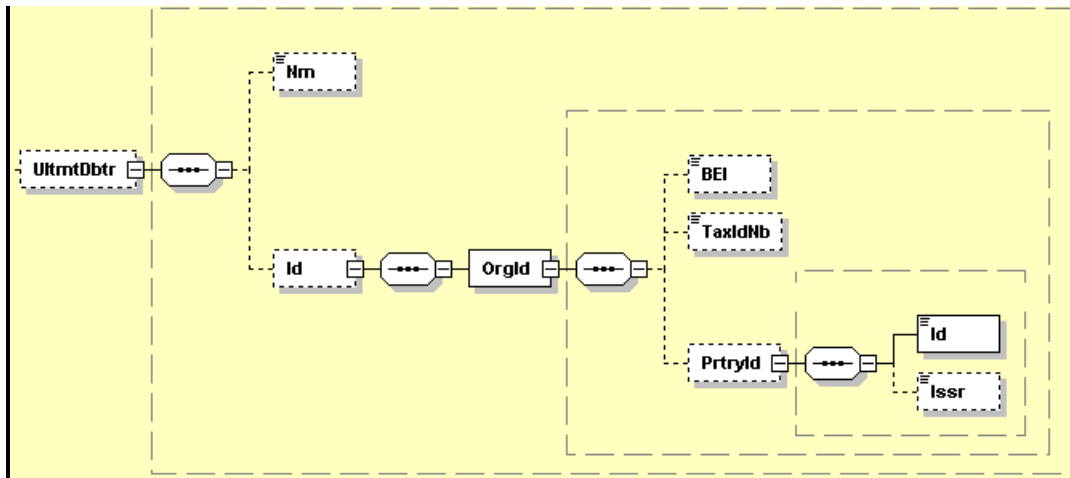 Nm
UltmtDbtr
BEI
TaxIdNb
Id
OrgId
Id
PrtryId
Issr